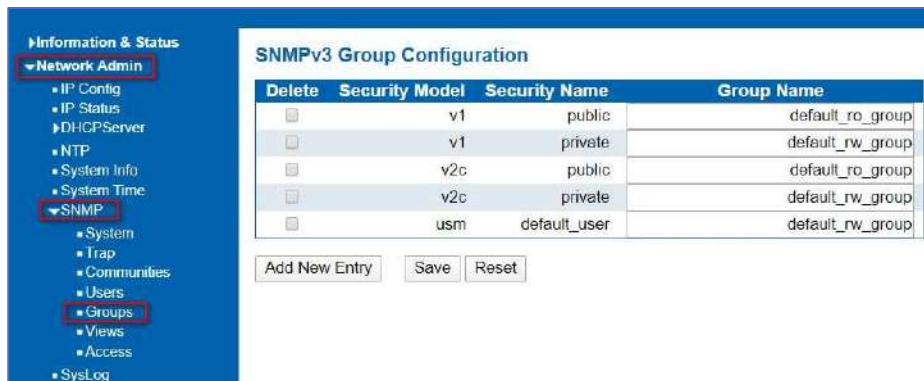 Information & Status
Network Admin
IP Config
IP Status
DHCPServer
NTP
System Info
System Time
SNMP
System
Trap
Communities
Users
Groups
Views
Access
SysLog
SNMPv3 Group Configuration
Delete Security Model Security Name Group Name
v1 public default_ro_group
v1 private default_rw_group
v2c public default_ro_group
v2c private default_rw_group
usm default_user default_rw_group
Add New Entry Save Reset